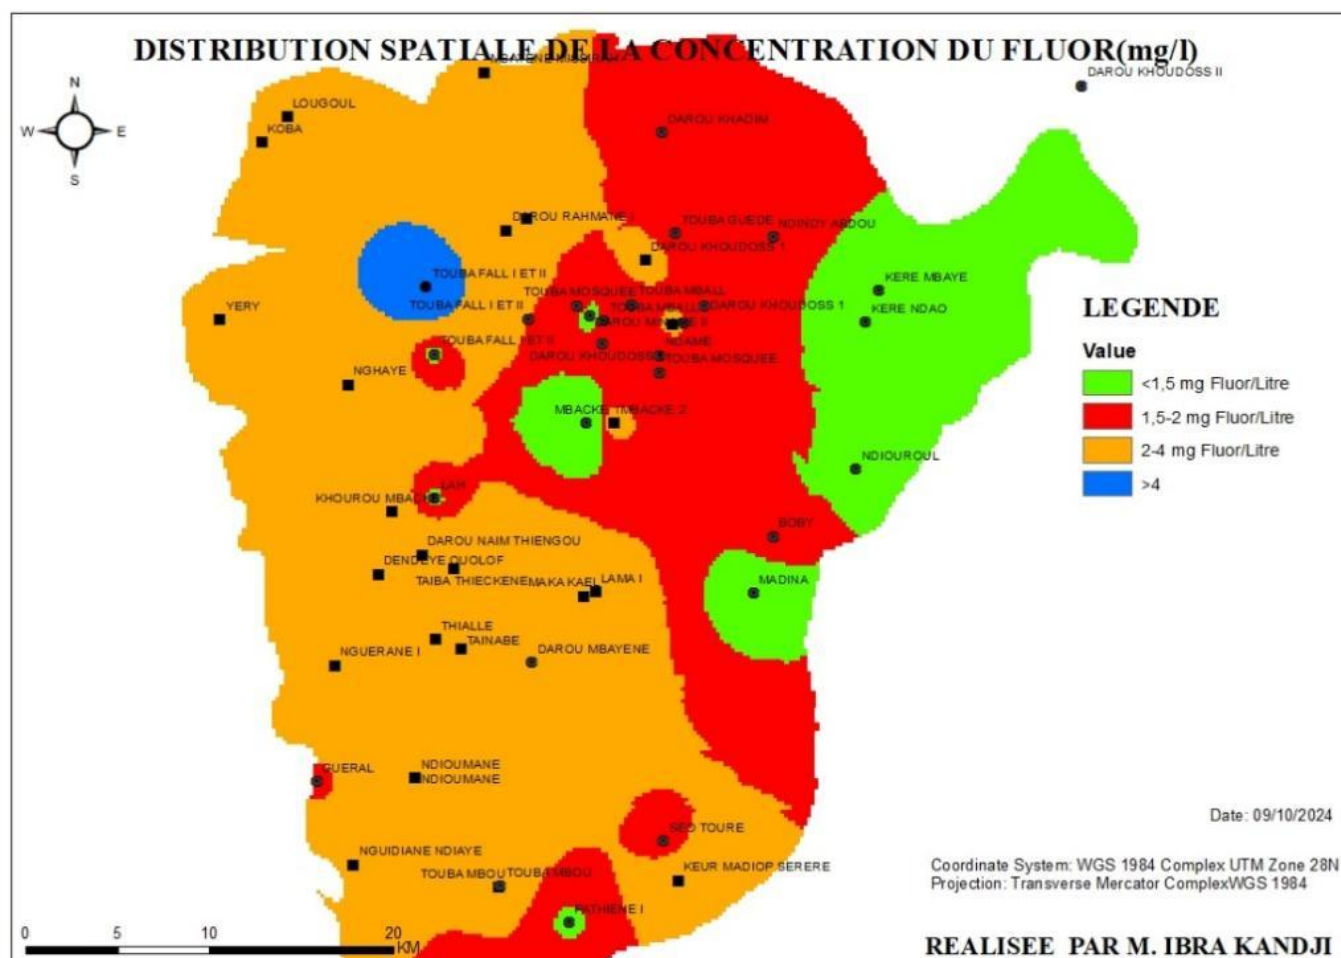 DISTRIBUTION SPATIALE DE LA CONCENTRATION DU FLUOR(mg/l)
DAROU KHOUDOSS II
N
W
E
S
LOUGOUL
KOBA
DAROU KHADIM
DAROU RAHMANE I
TOUBA GUEDE
NDINDY ABDOU
DAROU KHOUDOSS 1
TOUBA FALL I ET II
KERE MBAYE
TOUBA MOSQUEE
TOUBA MBALL
TOUBA FALL I ET II
DAROU KHOUDOSS 1
YERY
KERE NDAO
LEGENDE
NDAME
TOUBA FALL I ET II
DAROU KHOUDOSS
TOUBA MOSQUEE
Value
NGHAYE
<1,5 mg Fluor/Litre
MBACKE
MBACKE 2
1,5-2 mg Fluor/Litre
2-4 mg Fluor/Litre
NDIOUROUL
>4
LAH
KHOUROU MBACKE
BOBY
DAROU NAIM THIENGOU
DENDEYE OUOLOF
TAIBA THIECKENE
MAKA KAEL
LAMA I
MADINA
THIALLE
TAINABE
NGUERANE I
DAROU MBAYENE
GUERAL
NDIOUMANE
NDIOUMANE
Date: 09/10/2024
SEO TOURE
NGUIDIANE NDIAYE
KEUR MADIOP SERERE
Coordinate System: WGS 1984 Complex UTM Zone 28N
TOUBA MBOU
TOUBA MBOU
Projection: Transverse Mercator ComplexWGS 1984
PATHIENE I
0 5 10 20
KM
REALISEE PAR M. IBRA KANDJI